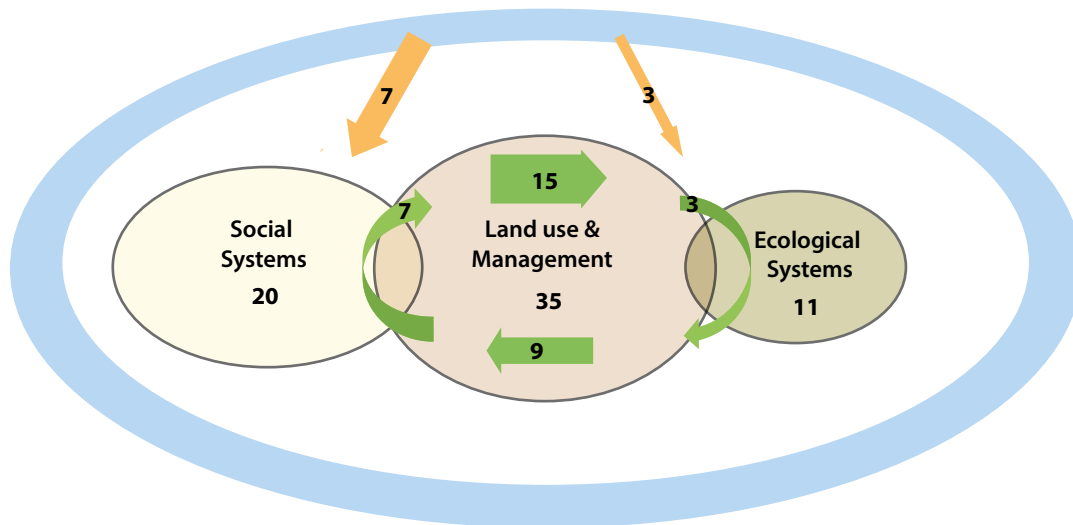 7
3
15
7
3
Social
Systems
20
Land use &
Management
35
Ecological
Systems
11
9